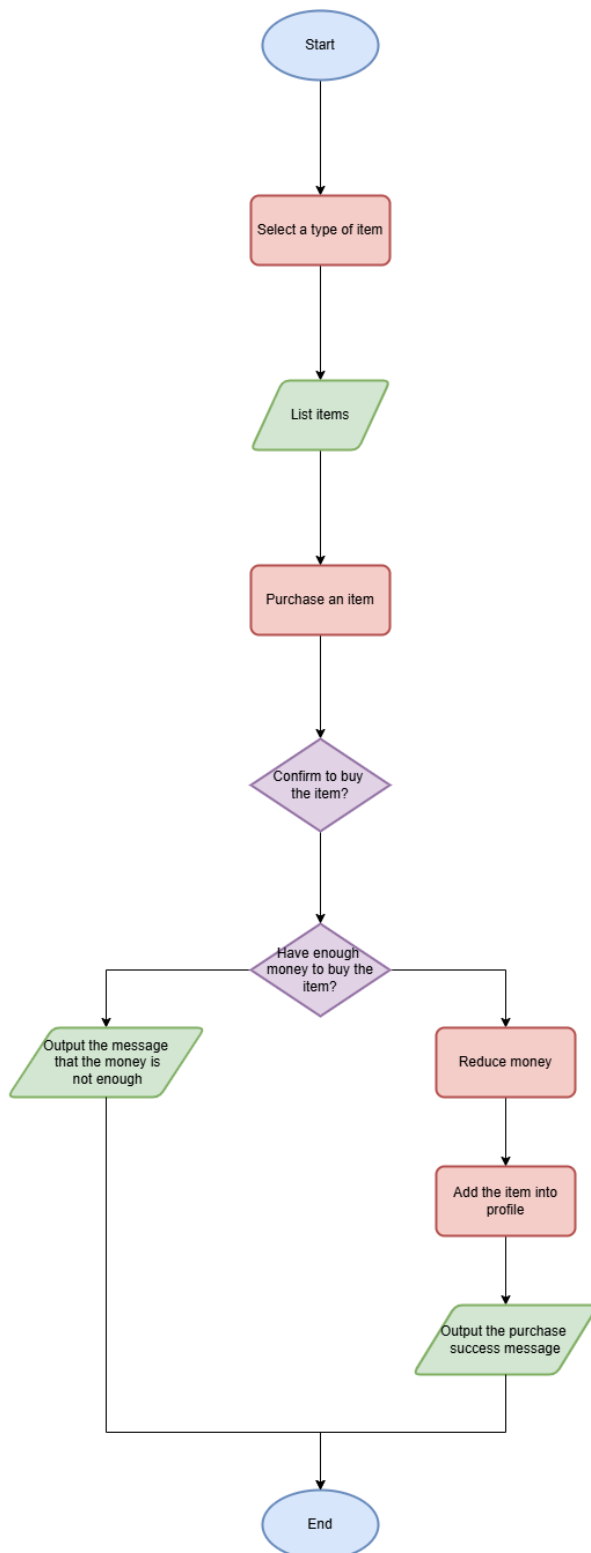 Start
Select a type of item
List items
Purchase an item
Confirm to buy
the item?
Have enough
money to buy the
item?
Output the message
that the money is
not enough
Reduce money
Add the item into
profile
Output the purchase
success message
End